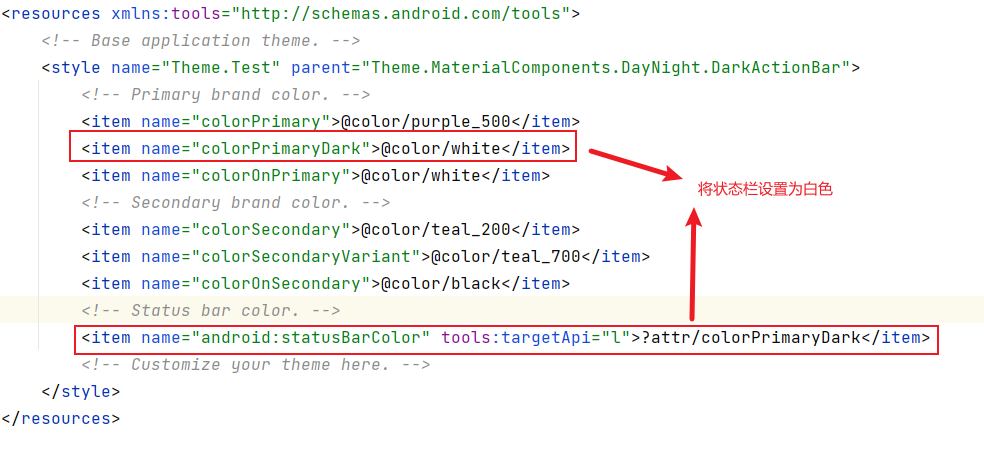 <resources xmlns:tools="http://schemas.android.com/tools">
<!-- Base application theme. -->
<style name="Theme.Test" parent="Theme.MaterialComponents.DayNight.DarkActionBar">
<!-- Primary brand color. -->
<item name="colorPrimary">@color/purple_500</item>
<item name="colorPrimaryDark">@color/white</item>
<item name="colorOnPrimary">@color/white</item>
将状态栏设置为白色
<!-- Secondary brand color. -->
<item name="colorSecondary">@color/teal_200</item>
<item name="colorSecondaryVariant">@color/teal_700</item>
<item name="colorOnSecondary">@color/black</item>
<!-- Status bar color. -->
<item name="android:statusBarColor" tools:targetApi="l">?attr/colorPrimaryDark</item>
<!-- Customize your theme here. -->
</style>
</resources>